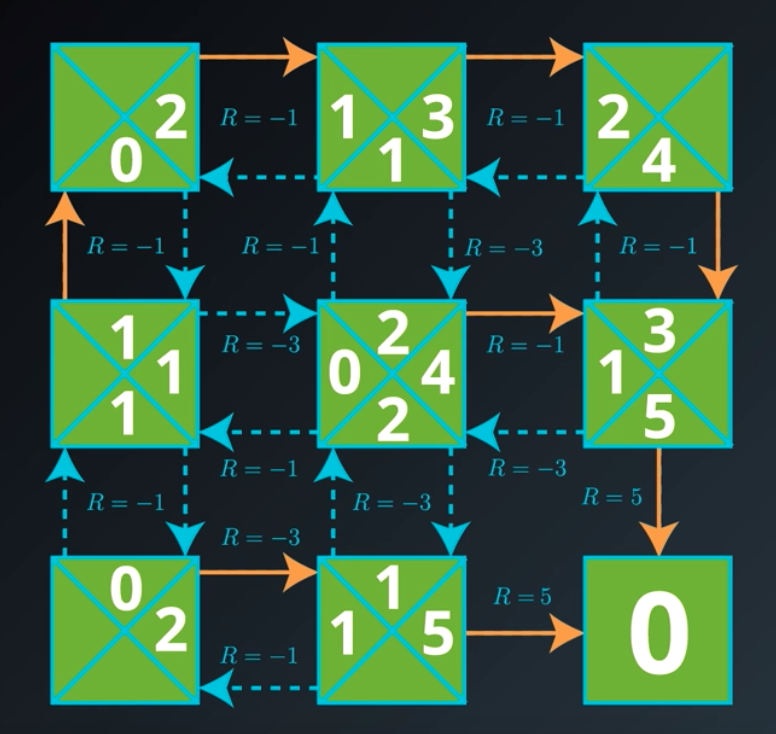 2 1 3 2
R = −1 R = −1
0 1 4
R = −1 R = −1 R = −3 R = −1
1 2 3
R = −3 R = −1
1 0 4 1
1 2 5
R = −1 R = −3
R = −1 R = −3 R = 5
R = −3
0 1
R = 5
2 1 5 0
R = −1